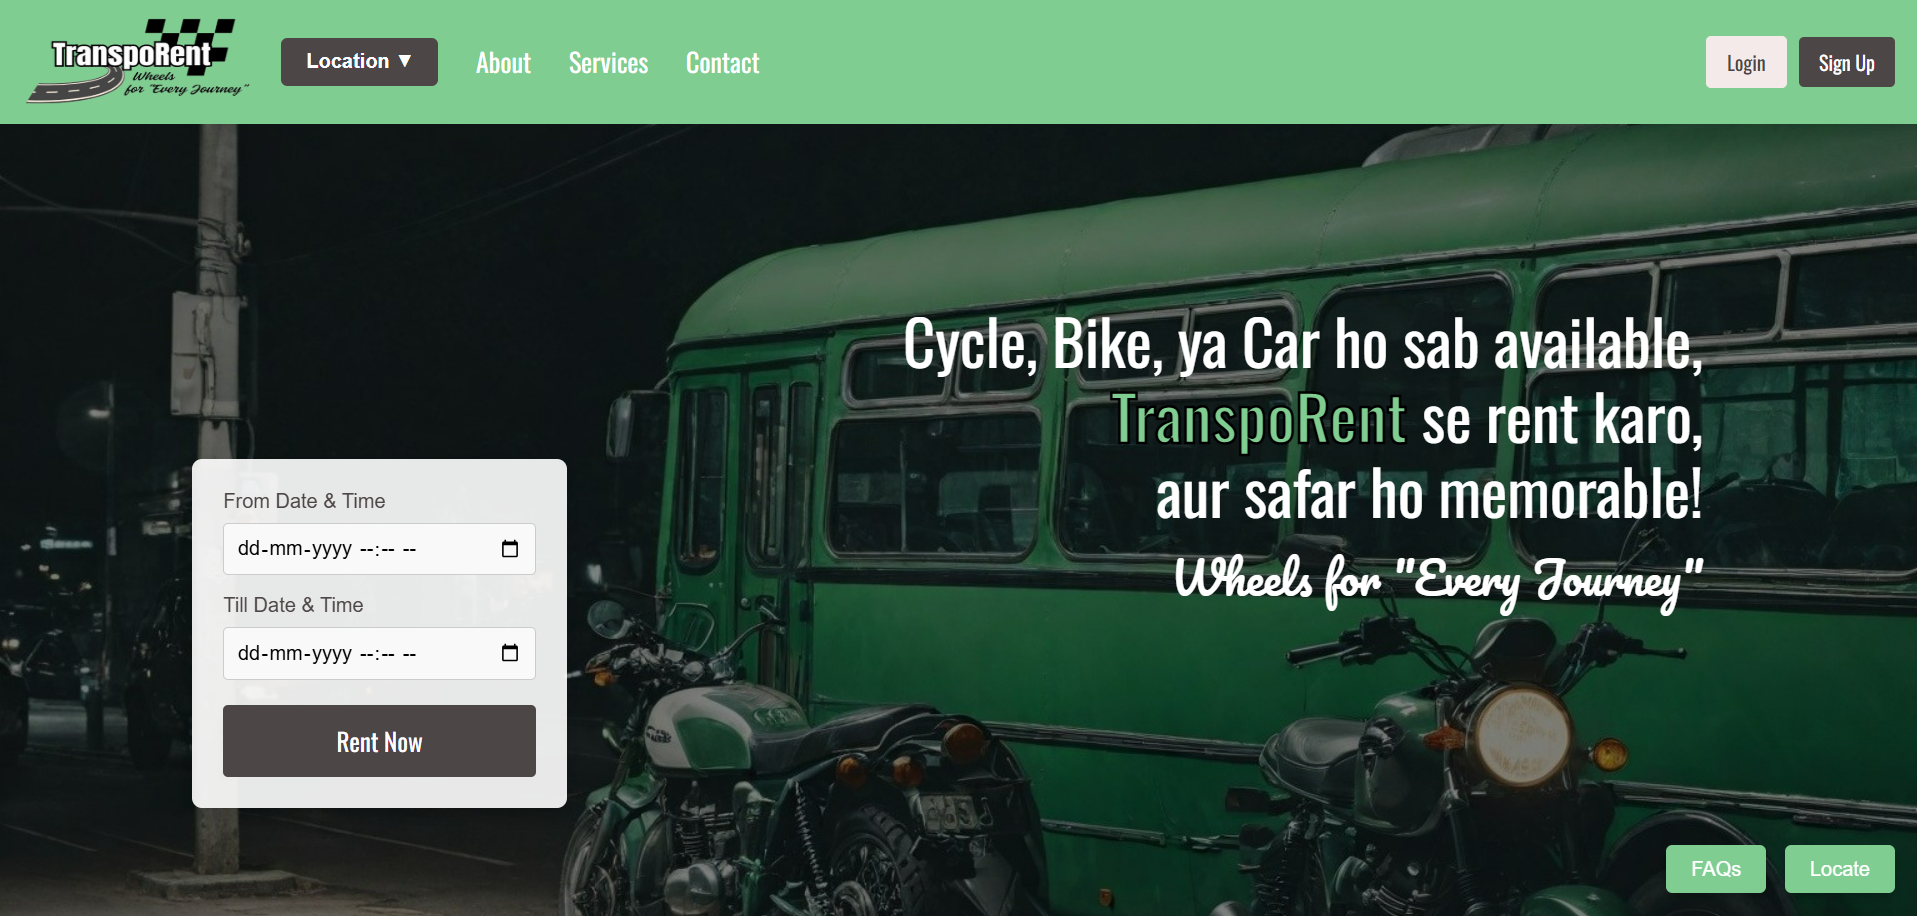 TranspoRent
Wheels
for "Every Journey"
Location ▼
About
Services
Contact
Login
Sign Up
Cycle, Bike, ya Car ho sab available,
TranspoRent se rent karo,
aur safar ho memorable!
Wheels for "Every Journey"
From Date & Time
dd-mm-yyyy --:-- --
Till Date & Time
dd-mm-yyyy --:-- --
Rent Now
FAQs
Locate